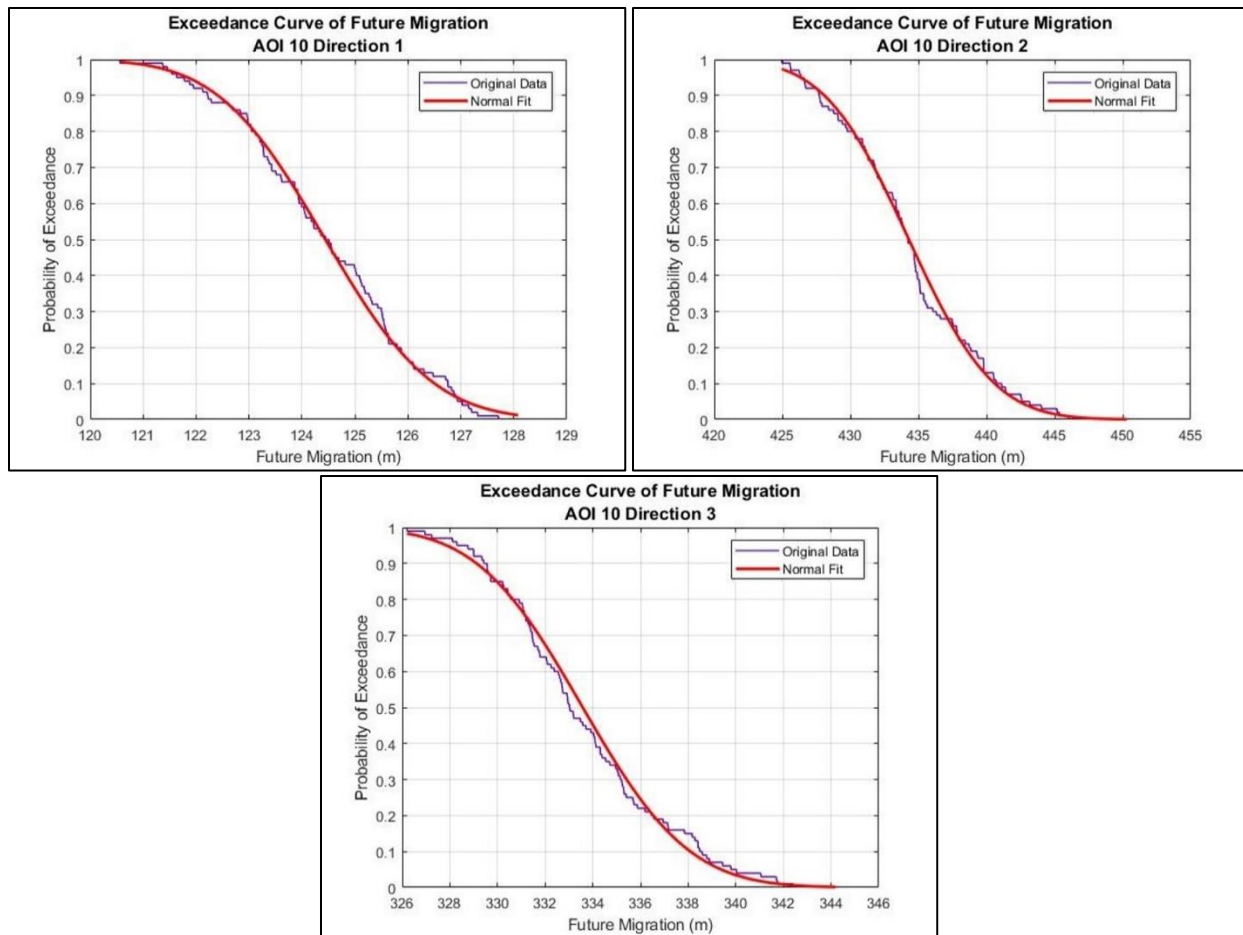 Exceedance Curve of Future Migration
AOI 10 Direction 1
Original Data
Normal Fit
Probability of Exceedance
1
0.9
0.8
0.7
0.6
0.5
0.4
0.3
0.2
0.1
0
120 121 122 123 124 125 126 127 128 129
Future Migration (m)
Exceedance Curve of Future Migration
AOI 10 Direction 2
Original Data
Normal Fit
Probability of Exceedance
1
0.9
0.8
0.7
0.6
0.5
0.4
0.3
0.2
0.1
0
420 425 430 435 440 445 450 455
Future Migration (m)
Exceedance Curve of Future Migration
AOI 10 Direction 3
Original Data
Normal Fit
Probability of Exceedance
1
0.9
0.8
0.7
0.6
0.5
0.4
0.3
0.2
0.1
0
326 328 330 332 334 336 338 340 342 344 346
Future Migration (m)